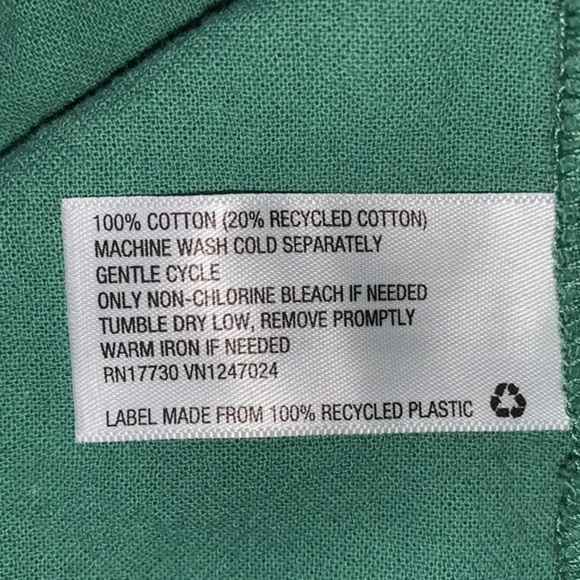 100% COTTON (20% RECYCLED COTTON)
MACHINE WASH COLD SEPARATELY
GENTLE CYCLE
ONLY NON-CHLORINE BLEACH IF NEEDED
TUMBLE DRY LOW, REMOVE PROMPTLY
WARM IRON IF NEEDED
RN17730 VN1247024
LABEL MADE FROM 100% RECYCLED PLASTIC